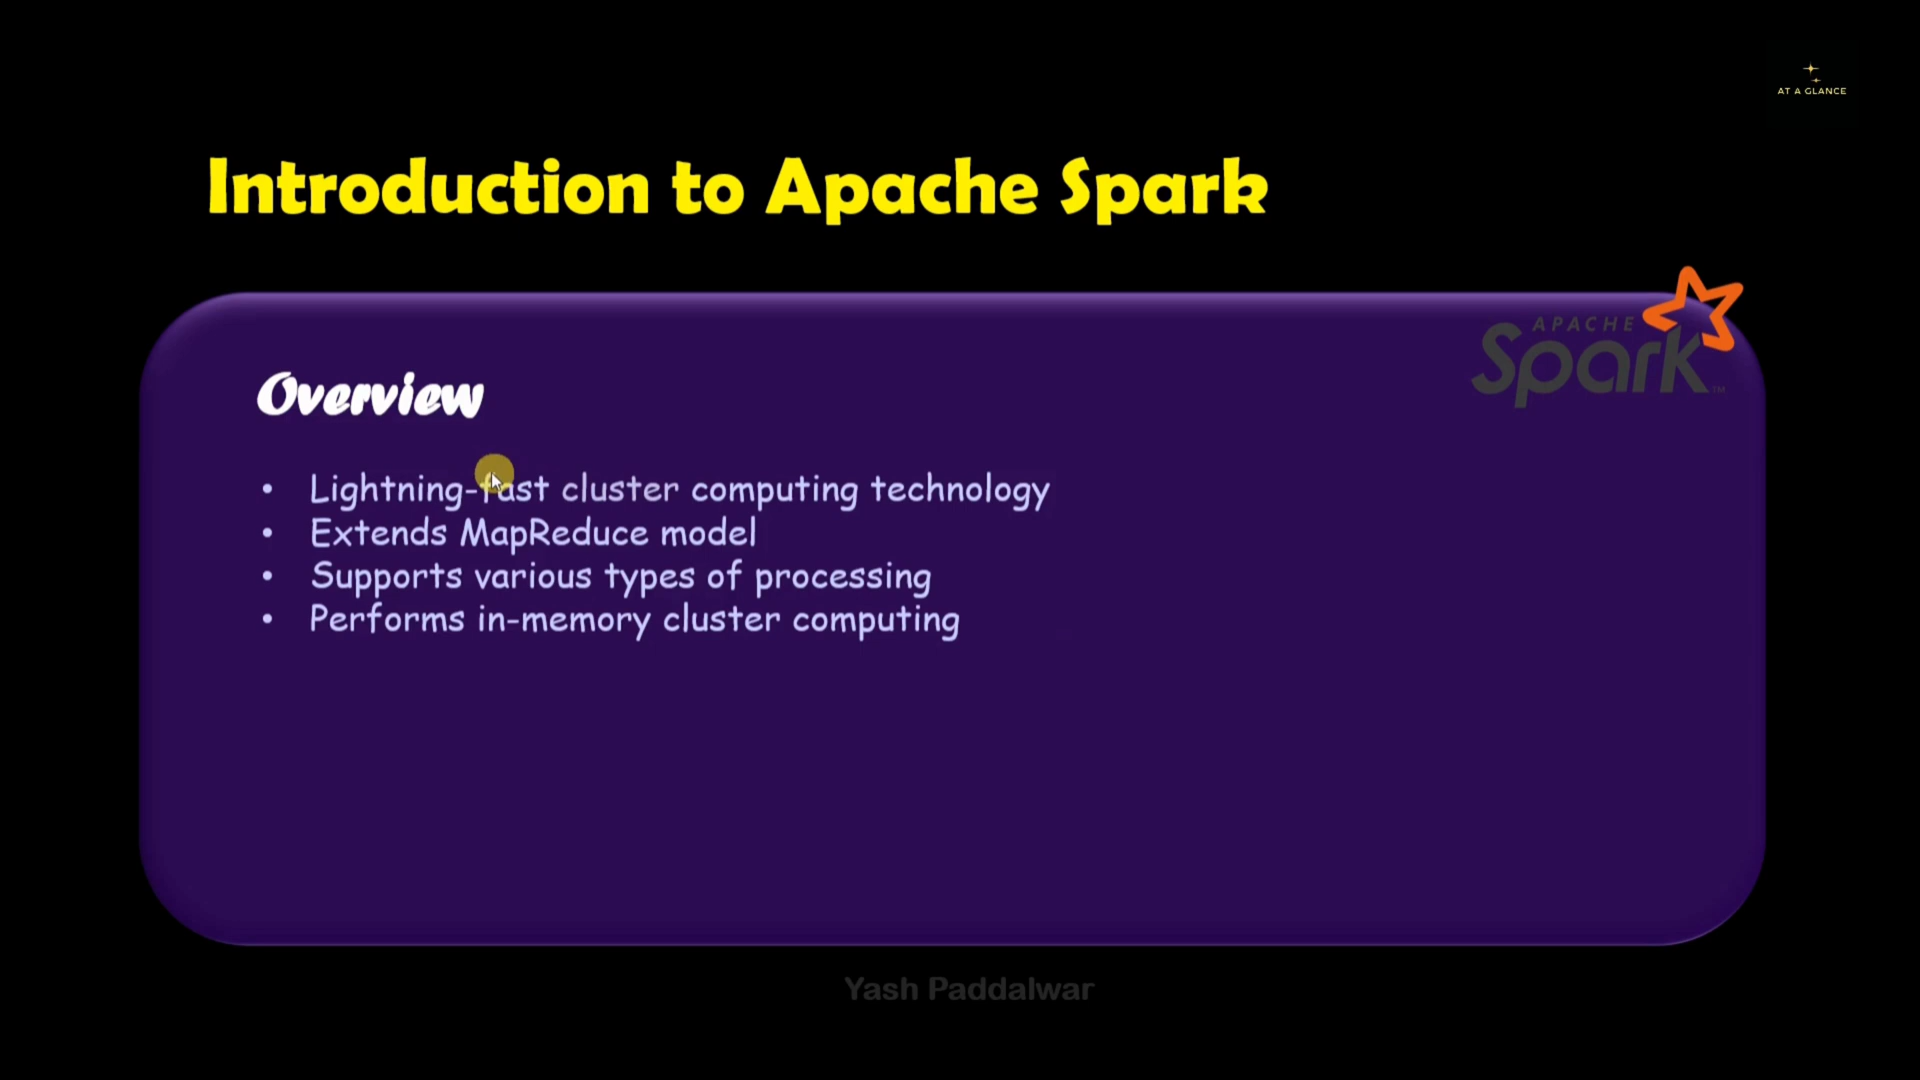 AT A GLANCE
Introduction to Apache Spark
APACHE
Spark™
Overview
• Lightning-fast cluster computing technology
• Extends MapReduce model
• Supports various types of processing
• Performs in-memory cluster computing
Yash Paddalwar